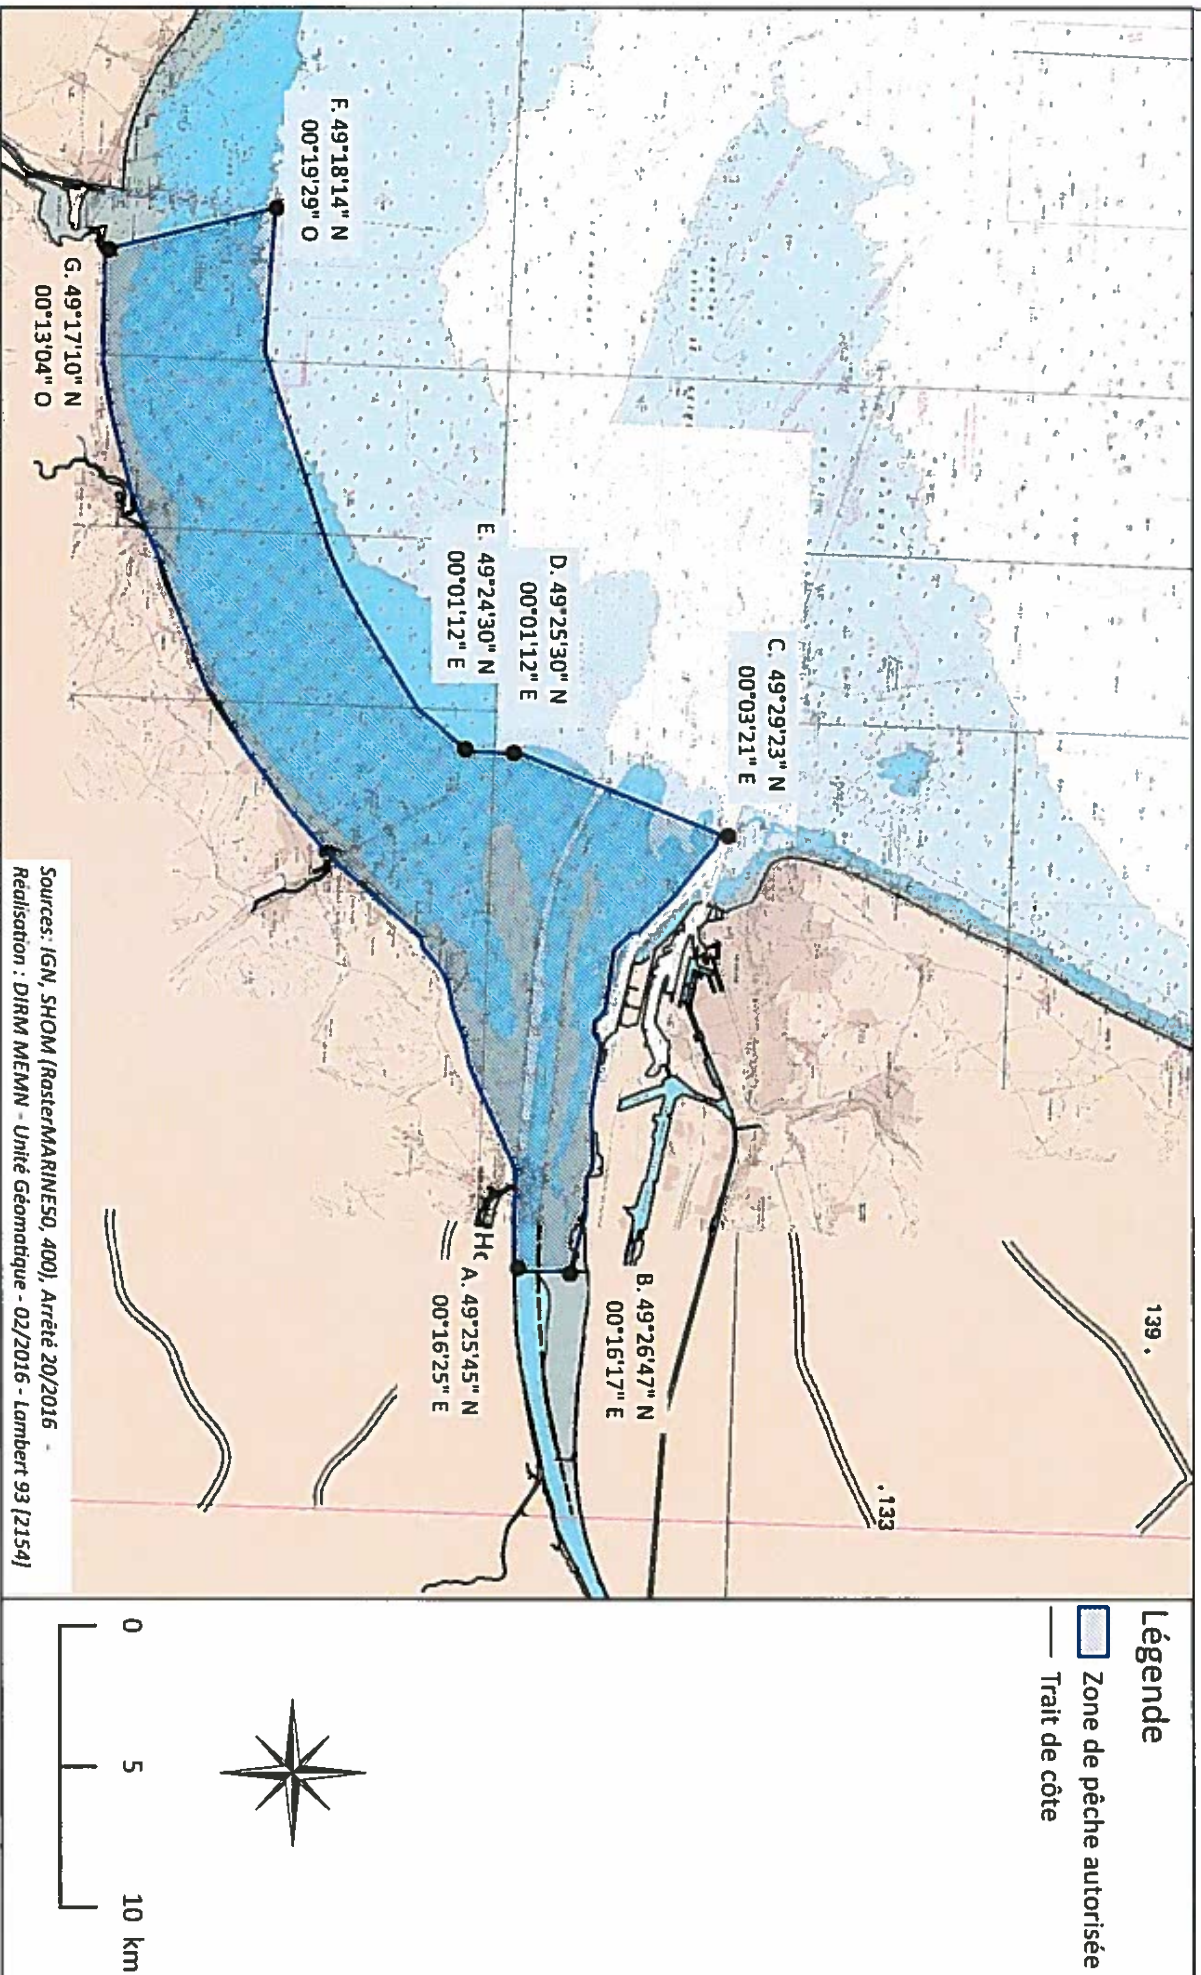 F. 49°18'14" N
00°19'29" O
G. 49°17'10" N
00°13'04" O
E. 49°24'30" N
00°01'12" E
D. 49°25'30" N
00°01'12" E
C. 49°29'23" N
00°03'21" E
B. 49°26'47" N
00°16'17" E
A. 49°25'45" N
00°16'25" E
Hc
139 .
.133
Sources: IGN, SHOM (RasterMARINE50, 400), Arrêté 20/2016 -
Réalisation : DIRM MEMN - Unité Géomatique - 02/2016 - Lambert 93 [2154]
Légende
Zone de pêche autorisée
Trait de côte
0 5 10 km